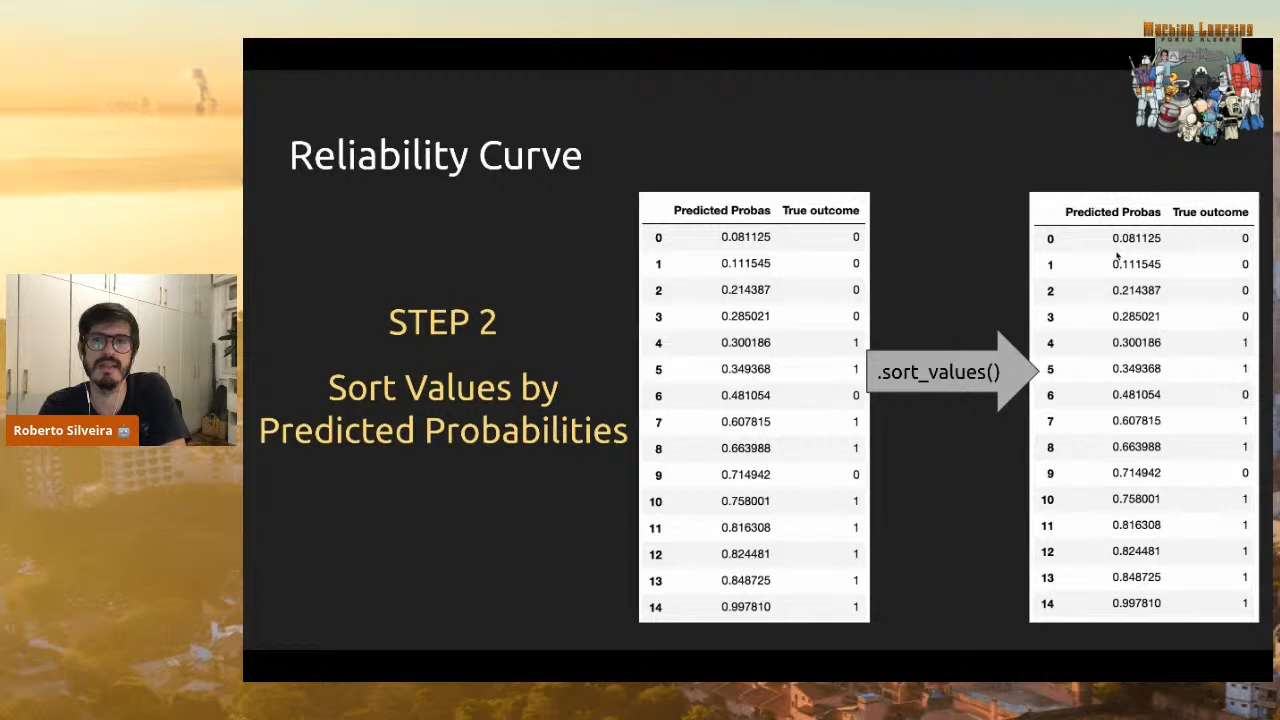 Machine Learning
PORTO ALEGRE
Reliability Curve
STEP 2
Sort Values by
Predicted Probabilities
Predicted Probas True outcome
0 0.081125 0
1 0.111545 0
2 0.214387 0
3 0.285021 0
4 0.300186 1
5 0.349368 1
6 0.481054 0
7 0.607815 1
8 0.663988 1
9 0.714942 0
10 0.758001 1
11 0.816308 1
12 0.824481 1
13 0.848725 1
14 0.997810 1
.sort_values()
Predicted Probas True outcome
0 0.081125 0
1 0.111545 0
2 0.214387 0
3 0.285021 0
4 0.300186 1
5 0.349368 1
6 0.481054 0
7 0.607815 1
8 0.663988 1
9 0.714942 0
10 0.758001 1
11 0.816308 1
12 0.824481 1
13 0.848725 1
14 0.997810 1
Roberto Silveira